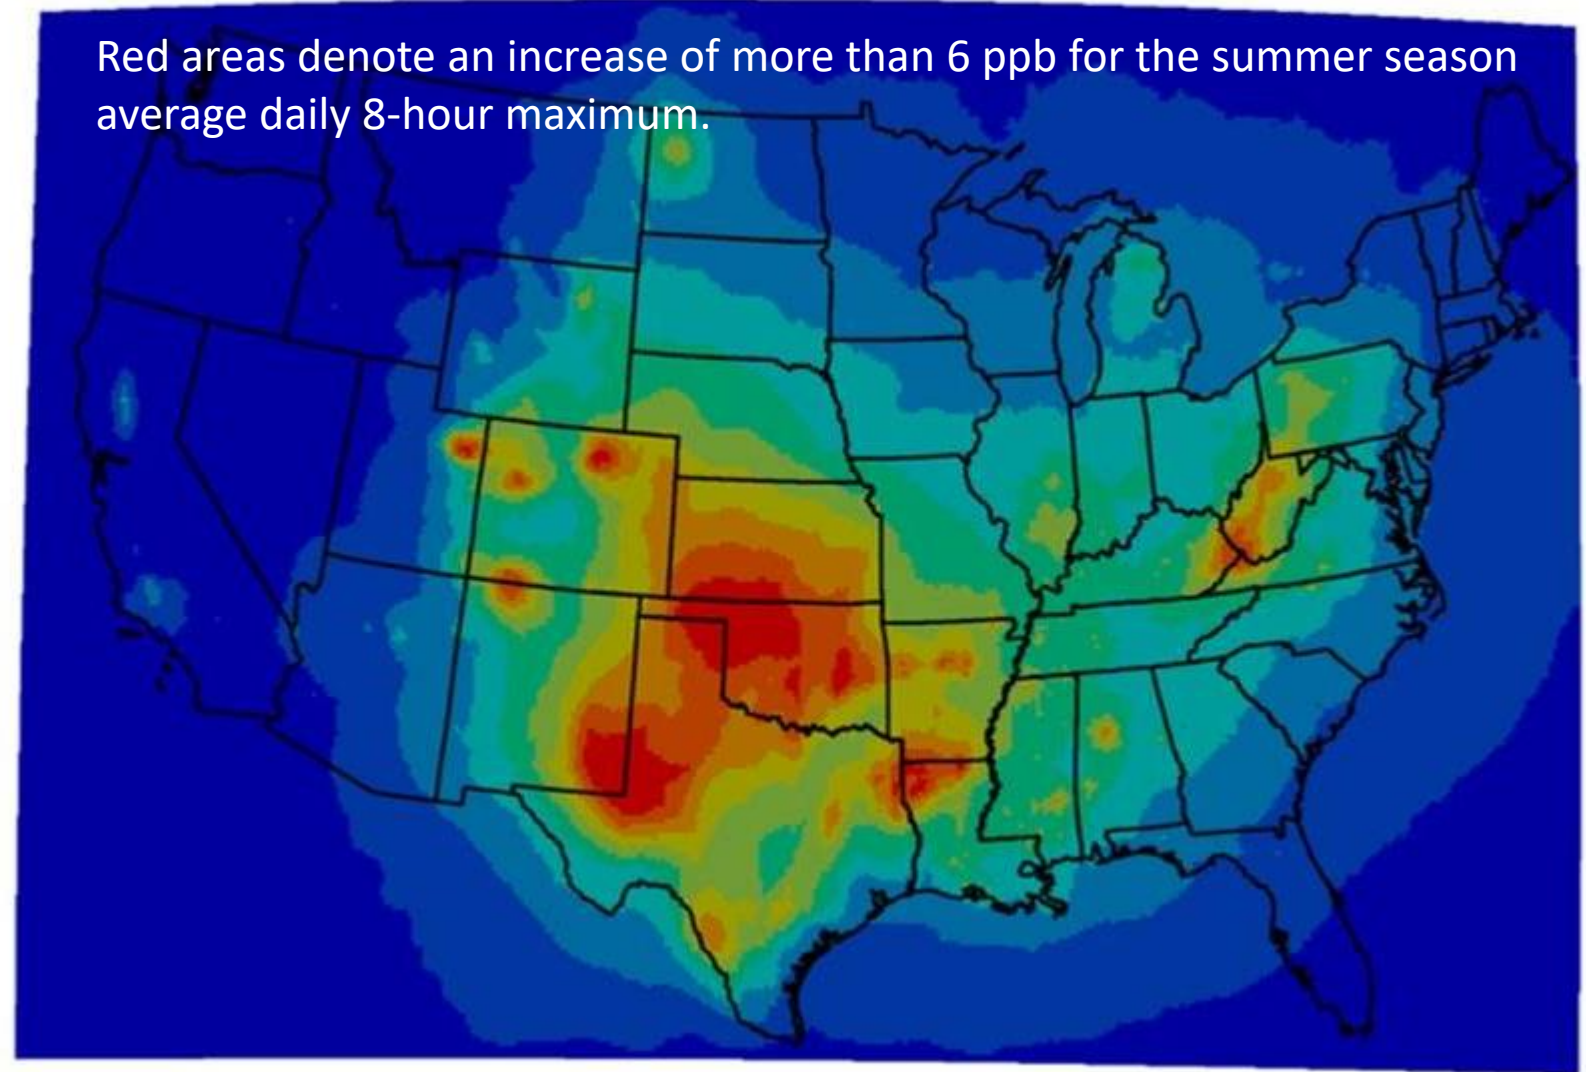 Red areas denote an increase of more than 6 ppb for the summer season
average daily 8-hour maximum.